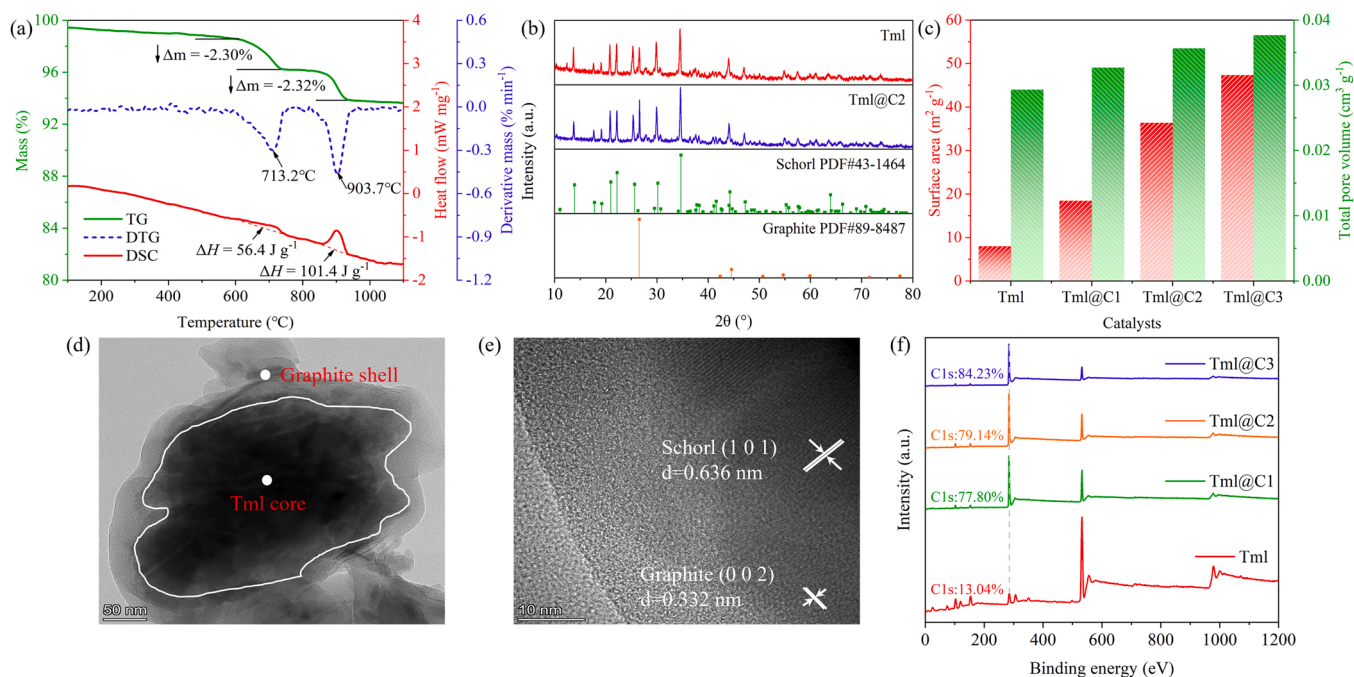 (a)
100
96
92
88
84
80
Mass (%)
Δm = -2.30%
Δm = -2.32%
713.2°C
903.7°C
TG
DTG
DSC
ΔH = 56.4 J g-1
ΔH = 101.4 J g-1
200
400
600
800
1000
Temperature (°C)
4
3
2
1
0
-1
-2
Heat flow (mW mg-1)
0.6
0.3
0.0
-0.3
-0.6
-0.9
-1.2
Derivative mass (% min-1)
(b)
Tml
Tml@C2
Schorl PDF#43-1464
Graphite PDF#89-8487
Intensity (a.u.)
10
20
30
40
50
60
70
80
2θ (°)
(c)
60
50
40
30
20
10
0
Surface area (m2 g-1)
Tml
Tml@C1
Tml@C2
Tml@C3
Catalysts
0.04
0.03
0.02
0.01
0.00
Total pore volume (cm3 g-1)
(d)
Graphite shell
Tml core
50 nm
(e)
Schorl (1 0 1)
d=0.636 nm
Graphite (0 0 2)
d=0.332 nm
10 nm
(f)
C1s:84.23%
Tml@C3
C1s:79.14%
Tml@C2
C1s:77.80%
Tml@C1
C1s:13.04%
Tml
Intensity (a.u.)
0
200
400
600
800
1000
1200
Binding energy (eV)